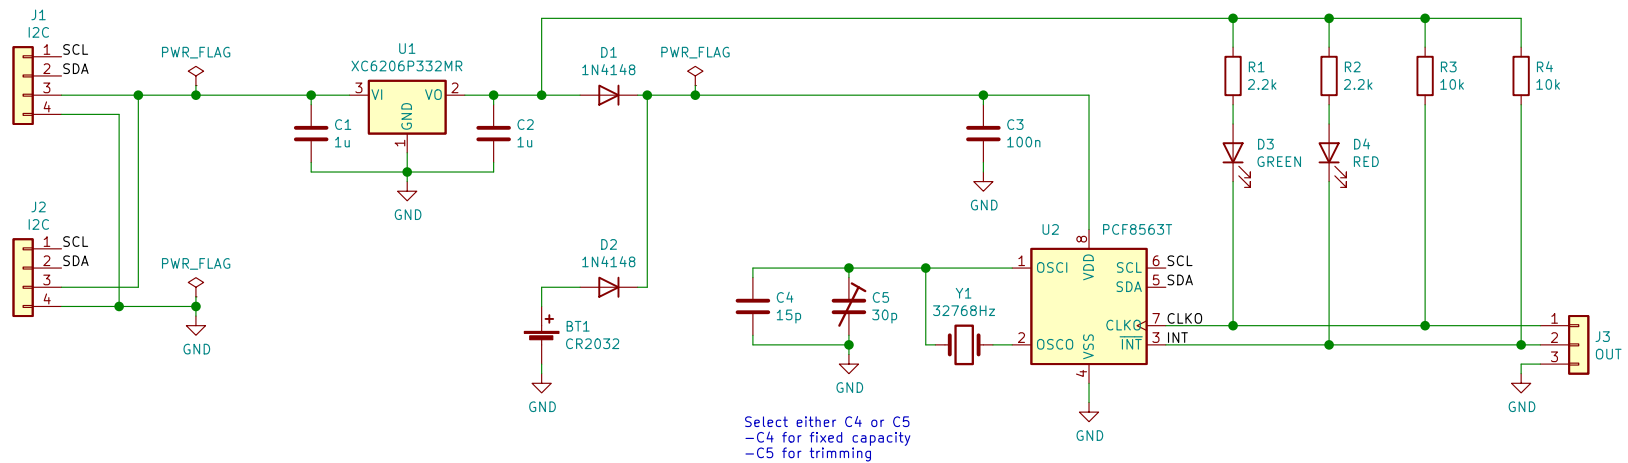 J1
I2C
1 SCL
2 SDA
3
4
PWR_FLAG
U1
XC6206P332MR
3 VI
VO 2
GND
1
C1
1u
C2
1u
GND
D1
1N4148
PWR_FLAG
C3
100n
GND
R1
2.2k
R2
2.2k
R3
10k
R4
10k
D3
GREEN
D4
RED
J2
I2C
1 SCL
2 SDA
3
4
PWR_FLAG
GND
D2
1N4148
+
BT1
CR2032
GND
C4
15p
C5
30p
GND
Y1
32768Hz
U2
PCF8563T
8
VDD
1 OSCI
2 OSCO
SCL 6 SCL
SDA 5 SDA
CLKO 7 CLKO
INT 3 INT
VSS
4
GND
1
2
3
J3
OUT
GND
Select either C4 or C5
-C4 for fixed capacity
-C5 for trimming